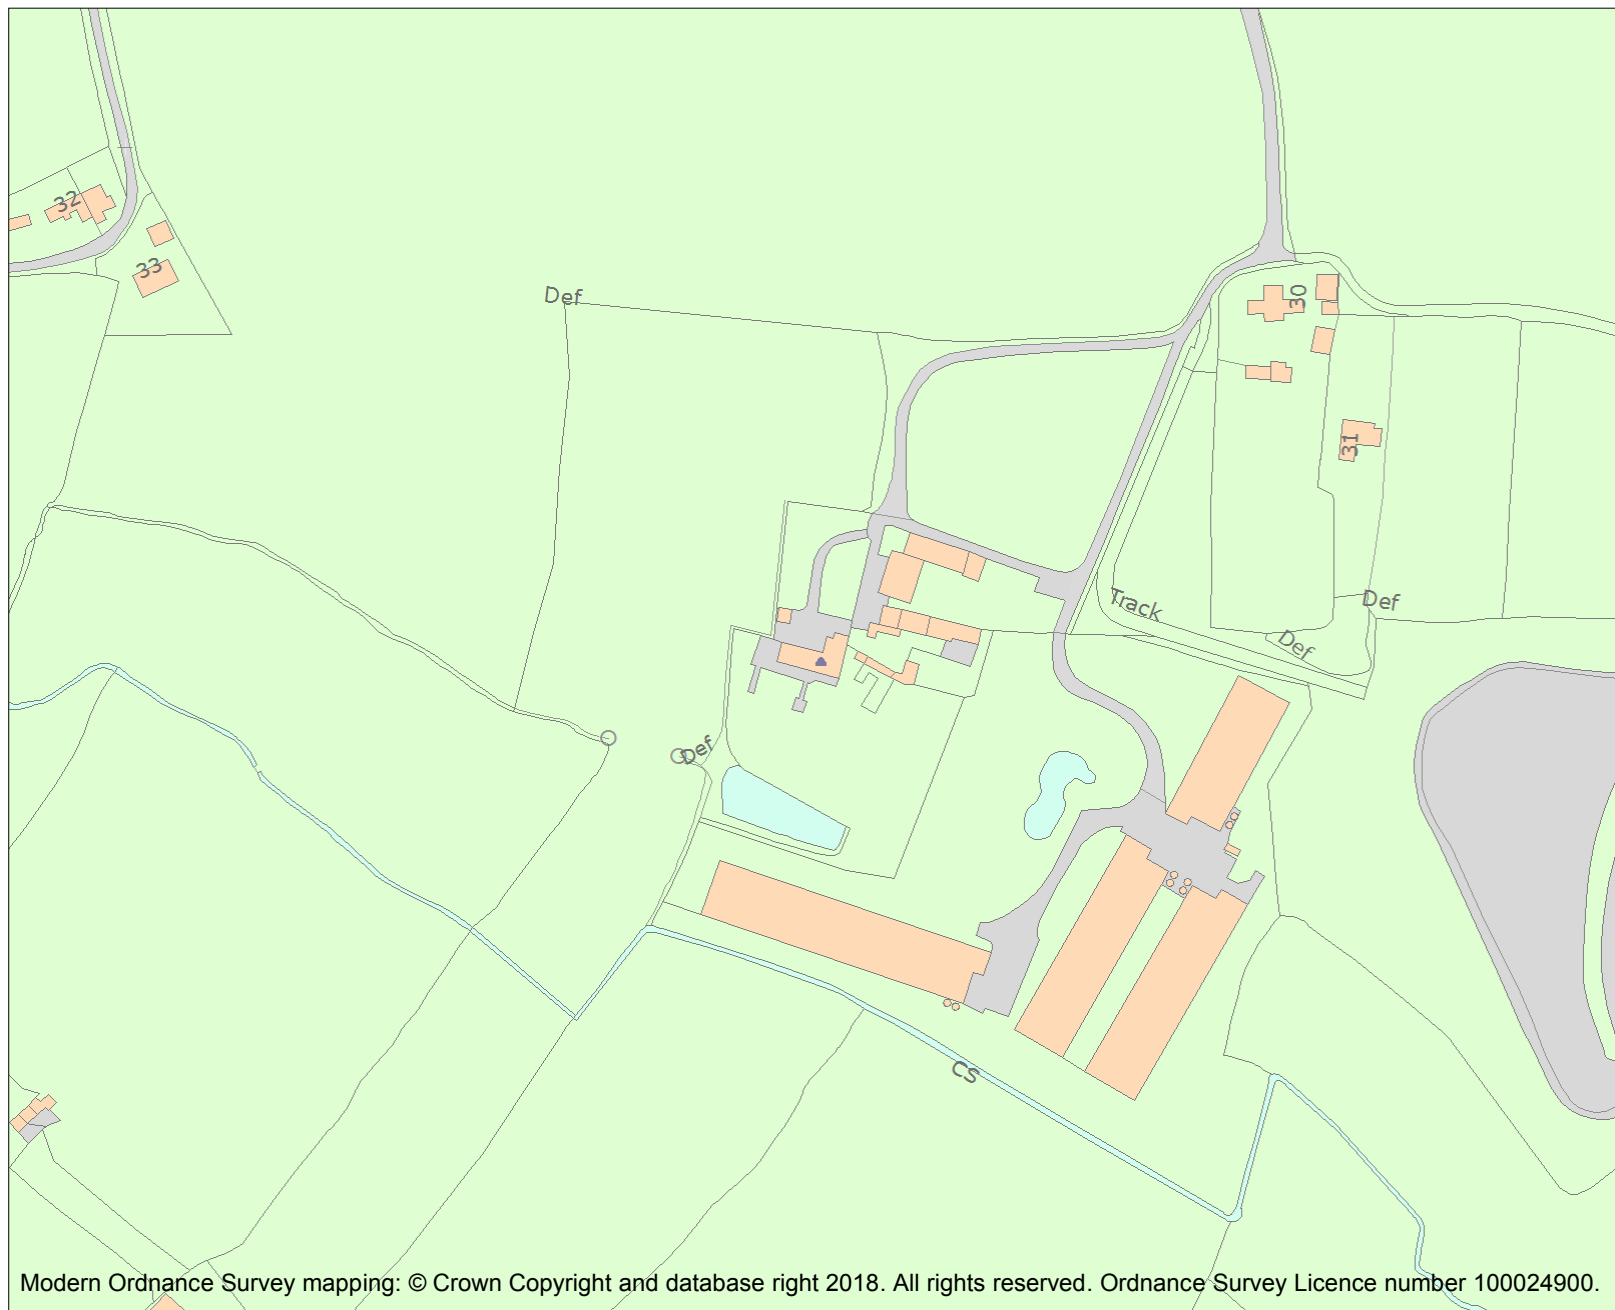 32
33
Def
30
31
Track
Def
Def
Def
CS
Modern Ordnance Survey mapping: © Crown Copyright and database right 2018. All rights reserved. Ordnance Survey Licence number 100024900.